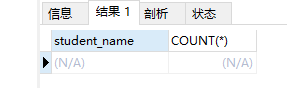 信息 结果 1 剖析 状态
student_name COUNT(*)
(N/A) (N/A)